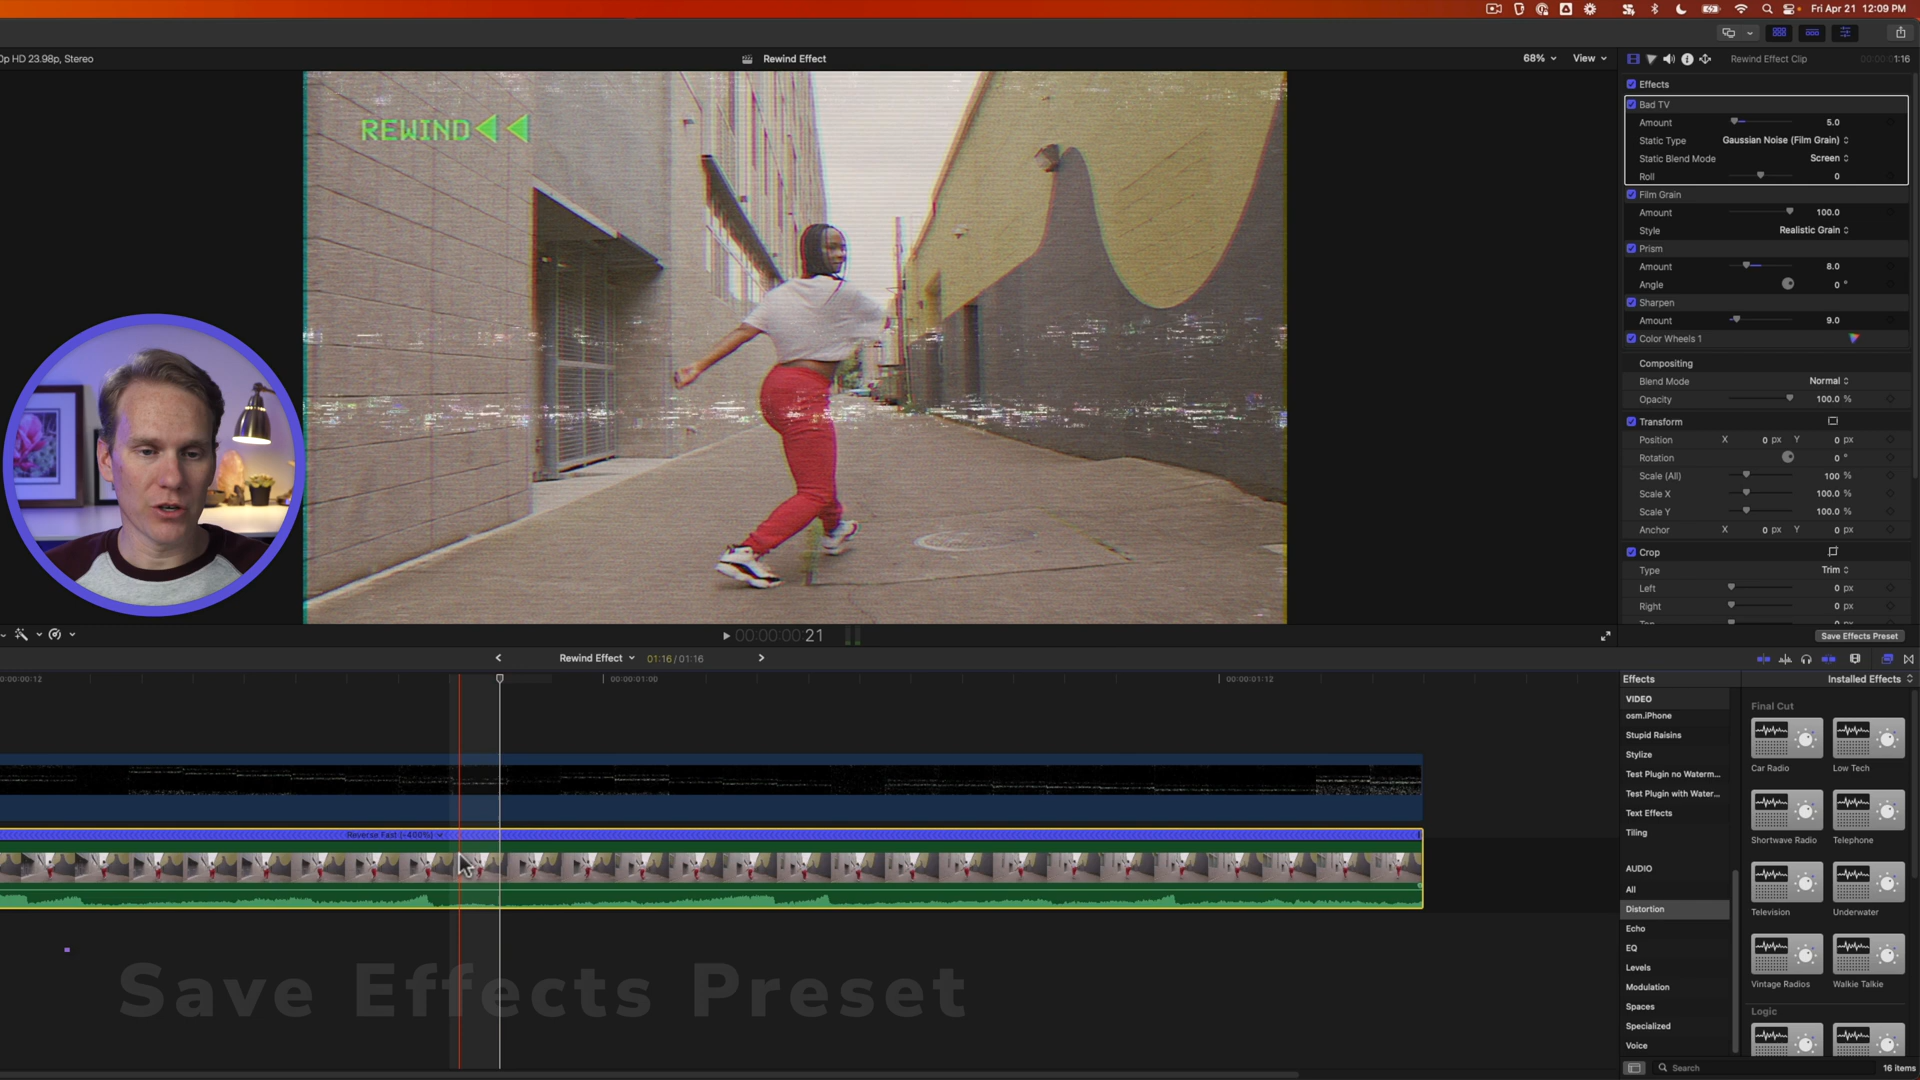 Fri Apr 21 12:09 PM
0p HD 23.98p, Stereo
Rewind Effect
68%
View
Rewind Effect Clip
00:00:01:16
REWIND
Effects
Bad TV
Amount 5.0
Static Type Gaussian Noise (Film Grain)
Static Blend Mode Screen
Roll 0
Film Grain
Amount 100.0
Style Realistic Grain
Prism
Amount 8.0
Angle 0 °
Sharpen
Amount 9.0
Color Wheels 1
Compositing
Blend Mode Normal
Opacity 100.0 %
Transform
Position X 0 px Y 0 px
Rotation 0 °
Scale (All) 100 %
Scale X 100.0 %
Scale Y 100.0 %
Anchor X 0 px Y 0 px
Crop
Type Trim
Left 0 px
Right 0 px
Save Effects Preset
00:00:00:21
Rewind Effect
01:16 / 01:16
0:00:00:12
00:00:01:00
00:00:01:12
Reverse Fast (-400%)
Save Effects Preset
Effects
Installed Effects
VIDEO
osm.iPhone
Stupid Raisins
Stylize
Test Plugin no Waterm...
Test Plugin with Water...
Text Effects
Tiling
AUDIO
All
Distortion
Echo
EQ
Levels
Modulation
Spaces
Specialized
Voice
Final Cut
Car Radio
Low Tech
Shortwave Radio
Telephone
Television
Underwater
Vintage Radios
Walkie Talkie
Logic
Search
16 items